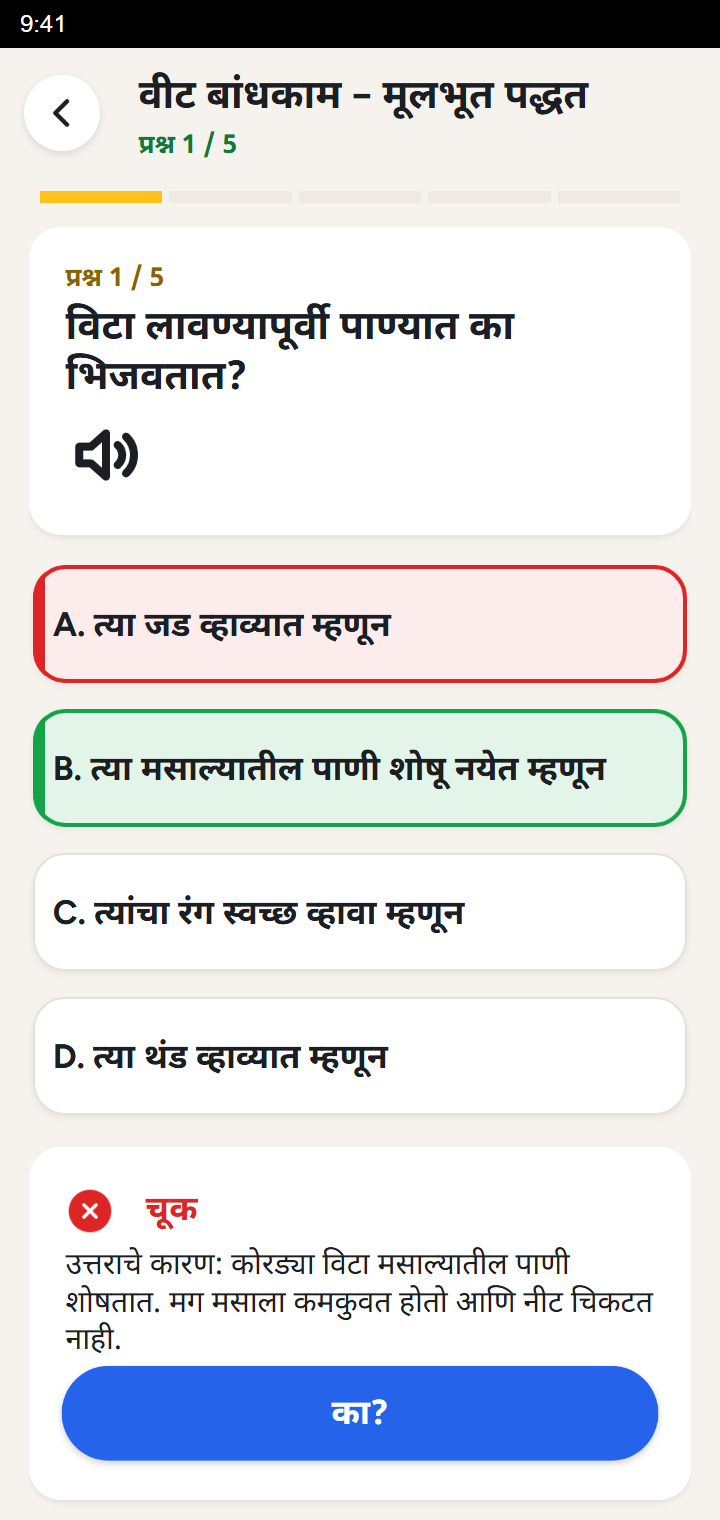 9:41
वीट बांधकाम – मूलभूत पद्धत
प्रश्न 1 / 5
प्रश्न 1 / 5
विटा लावण्यापूर्वी पाण्यात का
भिजवतात?
A. त्या जड व्हाव्यात म्हणून
B. त्या मसाल्यातील पाणी शोषू नयेत म्हणून
C. त्यांचा रंग स्वच्छ व्हावा म्हणून
D. त्या थंड व्हाव्यात म्हणून
चूक
उत्तराचे कारण: कोरड्या विटा मसाल्यातील पाणी
शोषतात. मग मसाला कमकुवत होतो आणि नीट चिकटत
नाही.
का?